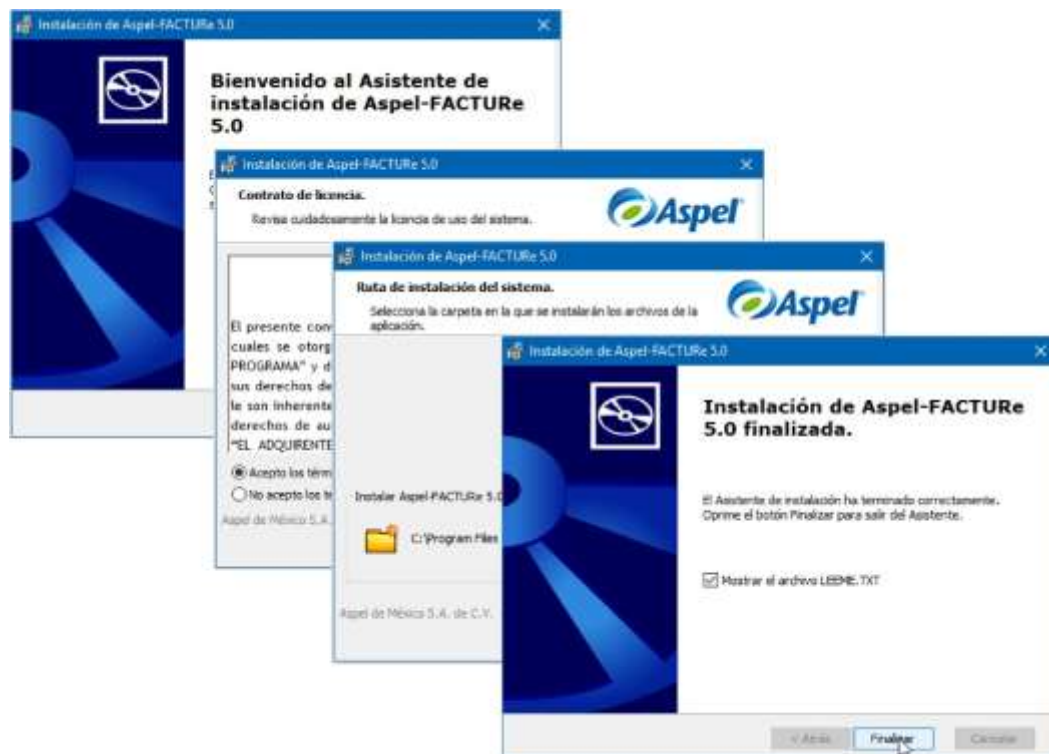 Instalación de Aspel-FACTURe 5.0
Bienvenido al Asistente de
instalación de Aspel-FACTURe
5.0
Instalación de Aspel-FACTURe 5.0
Contrato de licencia.
Revisa cuidadosamente la licencia de uso del sistema.
Aspel
El presente con
cuales se otorg
PROGRAMA" y d
sus derechos de
le son inherente
derechos de au
"EL ADQUIRENTE
Acepto los térm
No acepto los te
Aspel de México S.A.
Instalación de Aspel-FACTURe 5.0
Ruta de instalación del sistema.
Selecciona la carpeta en la que se instalarán los archivos de la
aplicación.
Aspel
Instalar Aspel-FACTURe 5.0
C:\Program Files
Aspel de México S.A. de C.V.
Instalación de Aspel-FACTURe 5.0
Instalación de Aspel-FACTURe
5.0 finalizada.
El Asistente de instalación ha terminado correctamente.
Oprime el botón Finalizar para salir del Asistente.
Mostrar el archivo LEEME.TXT
< Atrás Finalizar Cancelar